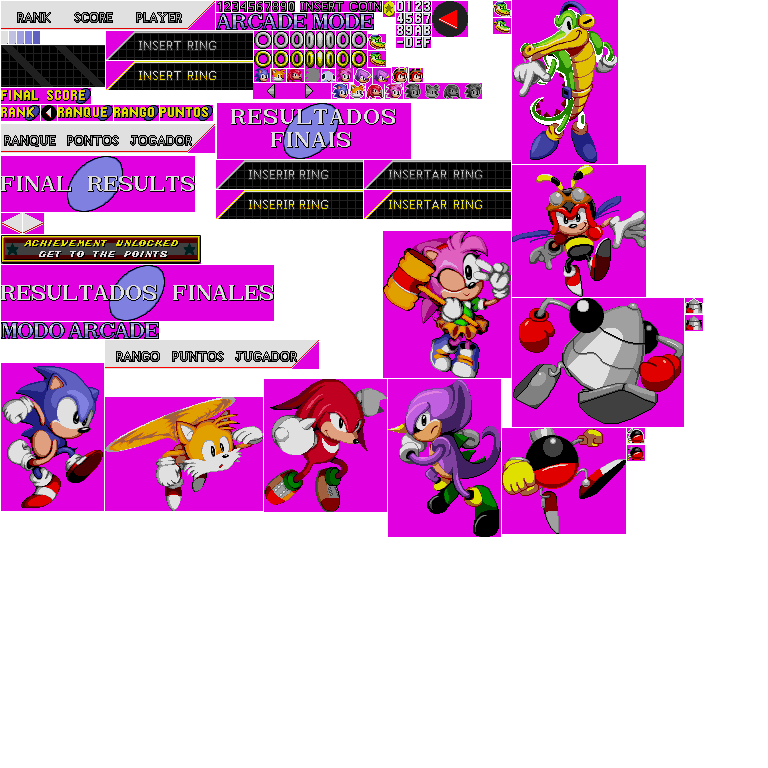 RANK SCORE PLAYER
1234567890 INSERT COIN
ARCADE MODE
0123
4567
89AB
-DEF
INSERT RING
INSERT RING
FINAL SCORE
RANK RANQUE RANGO PUNTOS
RANQUE PONTOS JOGADOR
RESULTADOS
FINAIS
FINAL RESULTS
INSERIR RING INSERTAR RING
INSERIR RING INSERTAR RING
ACHIEVEMENT UNLOCKED
GET TO THE POINTS
RESULTADOS FINALES
MODO ARCADE
RANGO PUNTOS JUGADOR